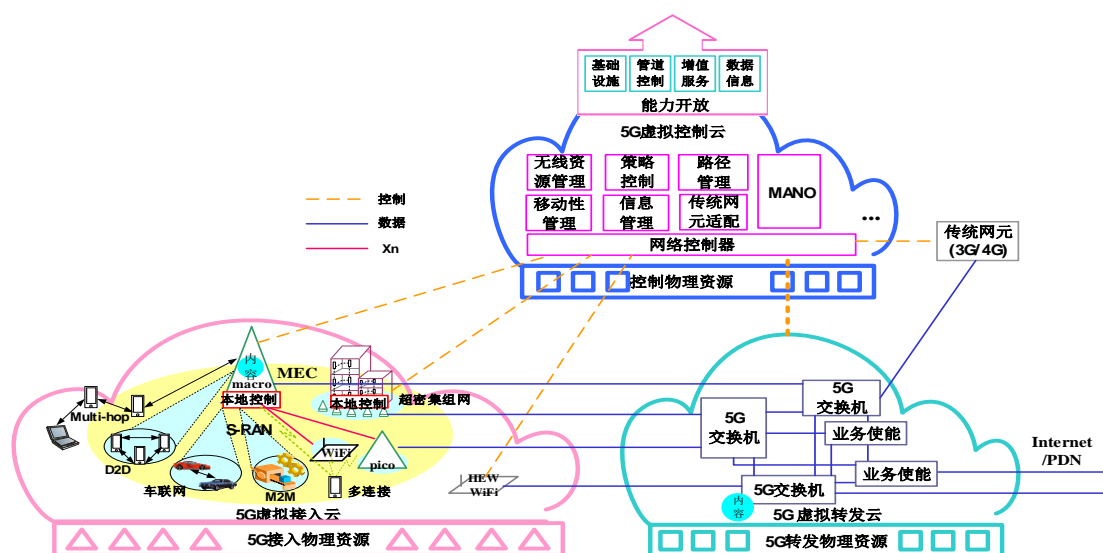 基础
设施
管道
控制
增值
服务
数据
信息
能力开放
5G虚拟控制云
无线资
源管理
策略
控制
路径
管理
MANO
移动性
管理
信息
管理
传统网
元适配
...
网络控制器
控制物理资源
控制
数据
Xn
传统网元
(3G/4G)
内
容
macro
MEC
本地控制
本地控制
超密集组网
Multi-hop
S-RAN
WiFi
pico
D2D
车联网
M2M
多连接
HEW
WiFi
5G虚拟接入云
5G接入物理资源
5G
交换机
5G
交换机
业务使能
业务使能
5G交换机
内
容
Internet
/PDN
5G虚拟转发云
5G转发物理资源